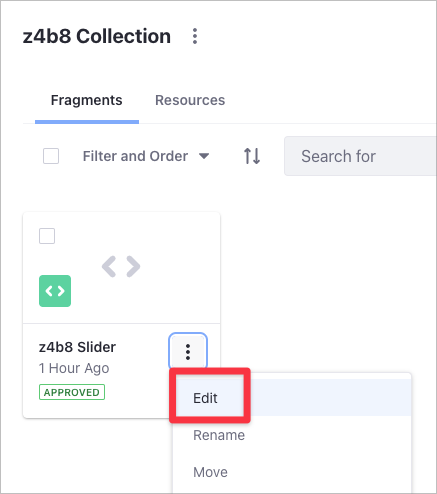 z4b8 Collection
Fragments Resources
Filter and Order Search for
z4b8 Slider
1 Hour Ago
APPROVED
Edit
Rename
Move